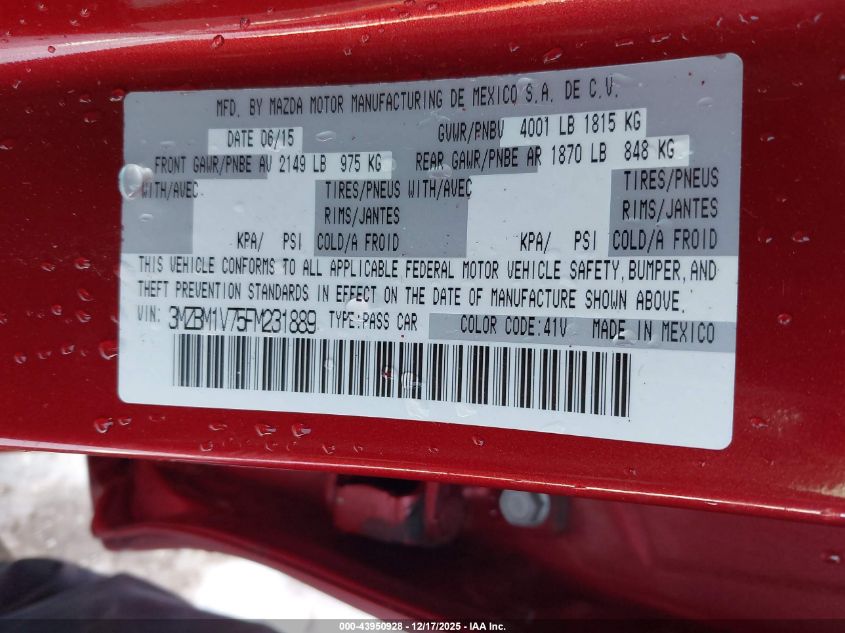 MFD. BY MAZDA MOTOR MANUFACTURING DE MEXICO S.A. DE C.V.
DATE 06/15 GVWR/PNBV 4001 LB 1815 KG
FRONT GAWR/PNBE AV 2149 LB 975 KG REAR GAWR/PNBE AR 1870 LB 848 KG
WITH/AVEC TIRES/PNEUS WITH/AVEC TIRES/PNEUS
RIMS/JANTES RIMS/JANTES
KPA/ PSI COLD/A FROID KPA/ PSI COLD/A FROID
THIS VEHICLE CONFORMS TO ALL APPLICABLE FEDERAL MOTOR VEHICLE SAFETY, BUMPER, AND
THEFT PREVENTION STANDARDS IN EFFECT ON THE DATE OF MANUFACTURE SHOWN ABOVE.
VIN: 3MZBM1V75FM231889 TYPE:PASS CAR COLOR CODE:41V MADE IN MEXICO
000-43950928 - 12/17/2025 - IAA Inc.